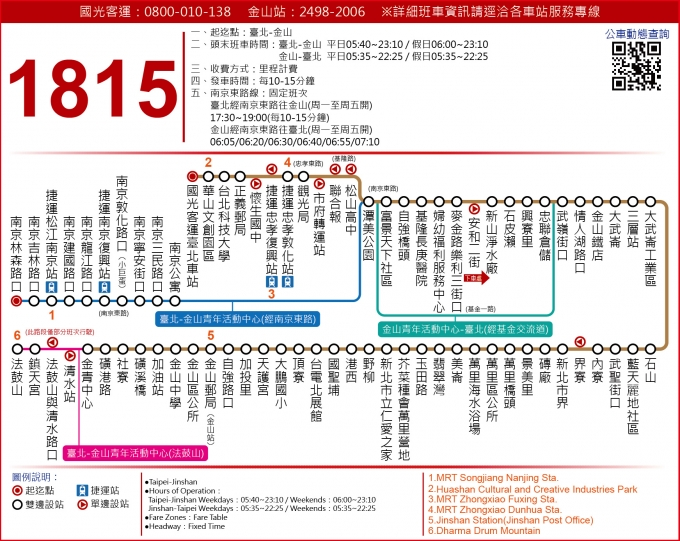 國光客運：0800-010-138　金山站：2498-2006　※詳細班車資訊請逕洽各車站服務專線
1815
一、起迄點：臺北-金山
二、頭末班車時間：臺北-金山 平日05:40~23:10 / 假日06:00~23:10
金山-臺北 平日05:35~22:25 / 假日05:35~22:25
三、收費方式：里程計費
四、發車時間：每10-15分鐘
五、南京東路線：固定班次
臺北經南京東路往金山(周一至周五開)
17:30~19:00(每10-15分鐘)
金山經南京東路往臺北(周一至周五開)
06:05/06:20/06:30/06:40/06:55/07:10
公車動態查詢
2
4
(忠孝東路)
(基隆路)
國光客運臺北車站
華山文創園區
台北科技大學
正義郵局
懷生國中
捷運忠孝復興站
捷運忠孝敦化站
觀光局
市府轉運站
聯合報
松山高中
3
(南京東路)
潭美公園
富景天下社區
自強橋頭
基隆長庚醫院
婦幼福利服務中心
麥金路樂利三街口
安和一街
下車處
新山淨水廠
石皮瀨
興寮里
忠聯倉儲
武嶺街口
情人湖路口
金山鐵店
大武崙
三層站
大武崙工業區
(基金一路)
金山青年活動中心-臺北(經基金交流道)
南京林森路口
南京吉林路口
捷運松江南京站
南京建國路口
南京龍江路口
捷運南京復興站
南京敦化路口
(小巨蛋)
南京寧安街口
南京三民路口
南京公寓
1
(南京東路)
臺北-金山青年活動中心(經南京東路)
6
(此路段僅部分班次行駛)
5
法鼓山
鎮天宮
法鼓山與清水路口
清水站
金青中心
磺港路
社寮
磺溪橋
加油站
金山中學
金山區公所
金山郵局
(金山站)
自強路口
加投里
天護宮
大鵬國小
頂寮
台電北展館
國聖埔
港西
野柳
新北市立仁愛之家
芥菜種會萬里營地
玉田路
翡翠灣
美崙
萬里海水浴場
萬里區公所
萬里橋頭
景美里
磚廠
新北市界
界寮
內寮
武聖街口
藍天麗池社區
石山
臺北-金山青年活動中心(法鼓山)
圖例說明：
起迄點
捷運站
雙邊設站
單邊設站
●Taipei-Jinshan
●Hours of Operation：
Taipei-Jinshan Weekdays：05:40~23:10 / Weekends：06:00~23:10
Jinshan-Taipei Weekdays：05:35~22:25 / Weekends：05:35~22:25
●Fare Zones：Fare Table
●Headway：Fixed Time
1.MRT Songjiang Nanjing Sta.
2.Huashan Cultural and Creative Industries Park
3.MRT Zhongxiao Fuxing Sta.
4.MRT Zhongxiao Dunhua Sta.
5.Jinshan Station(Jinshan Post Office)
6.Dharma Drum Mountain